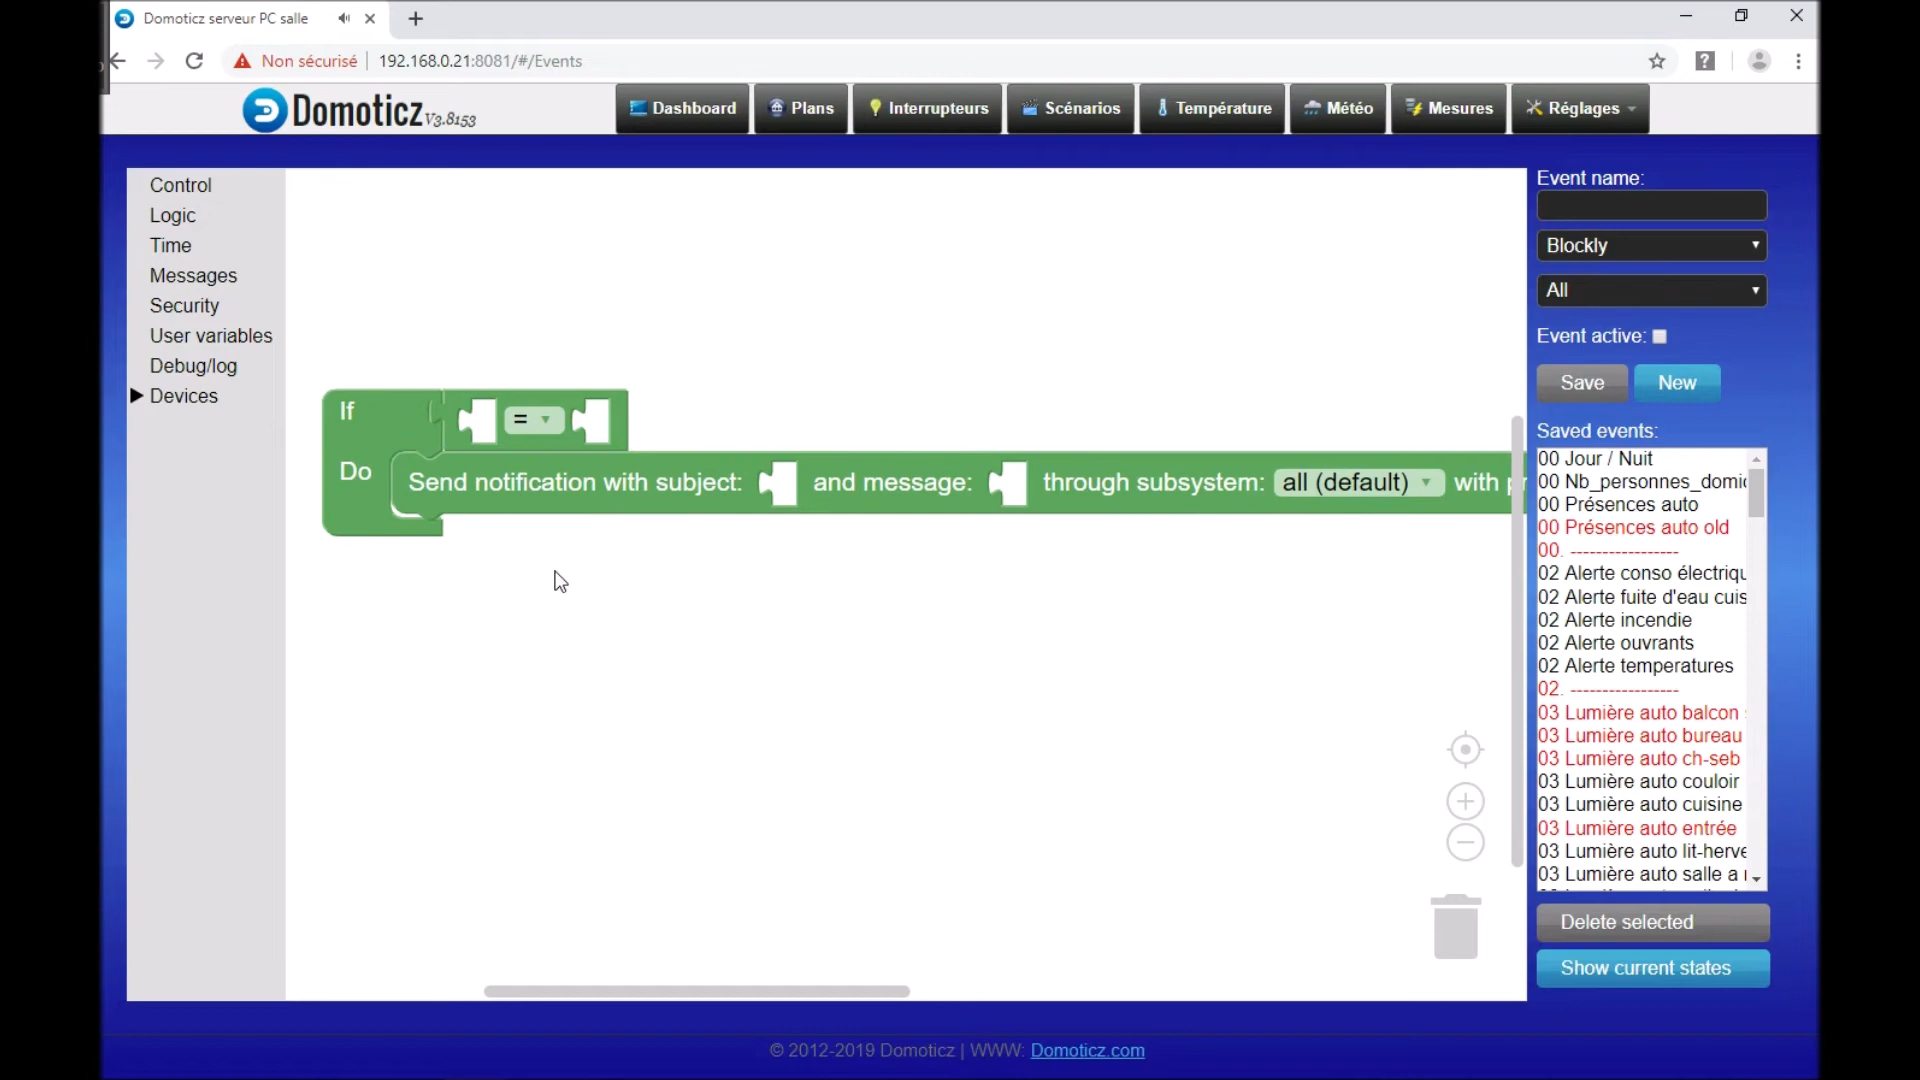 Domoticz serveur PC salle
Non sécurisé 192.168.0.21:8081/#/Events
Domoticz V3.8153
Dashboard
Plans
Interrupteurs
Scénarios
Température
Météo
Mesures
Réglages
Control
Logic
Time
Messages
Security
User variables
Debug/log
Devices
If =
Do Send notification with subject: and message: through subsystem: all (default) with
Event name:
Blockly
All
Event active:
Save New
Saved events:
00 Jour / Nuit
00 Nb_personnes_domic
00 Présences auto
00 Présences auto old
00. -----------------
02 Alerte conso électriqu
02 Alerte fuite d'eau cuis
02 Alerte incendie
02 Alerte ouvrants
02 Alerte temperatures
02. -----------------
03 Lumière auto balcon
03 Lumière auto bureau
03 Lumière auto ch-seb
03 Lumière auto couloir
03 Lumière auto cuisine
03 Lumière auto entrée
03 Lumière auto lit-herve
03 Lumière auto salle a
Delete selected
Show current states
© 2012-2019 Domoticz | WWW: Domoticz.com